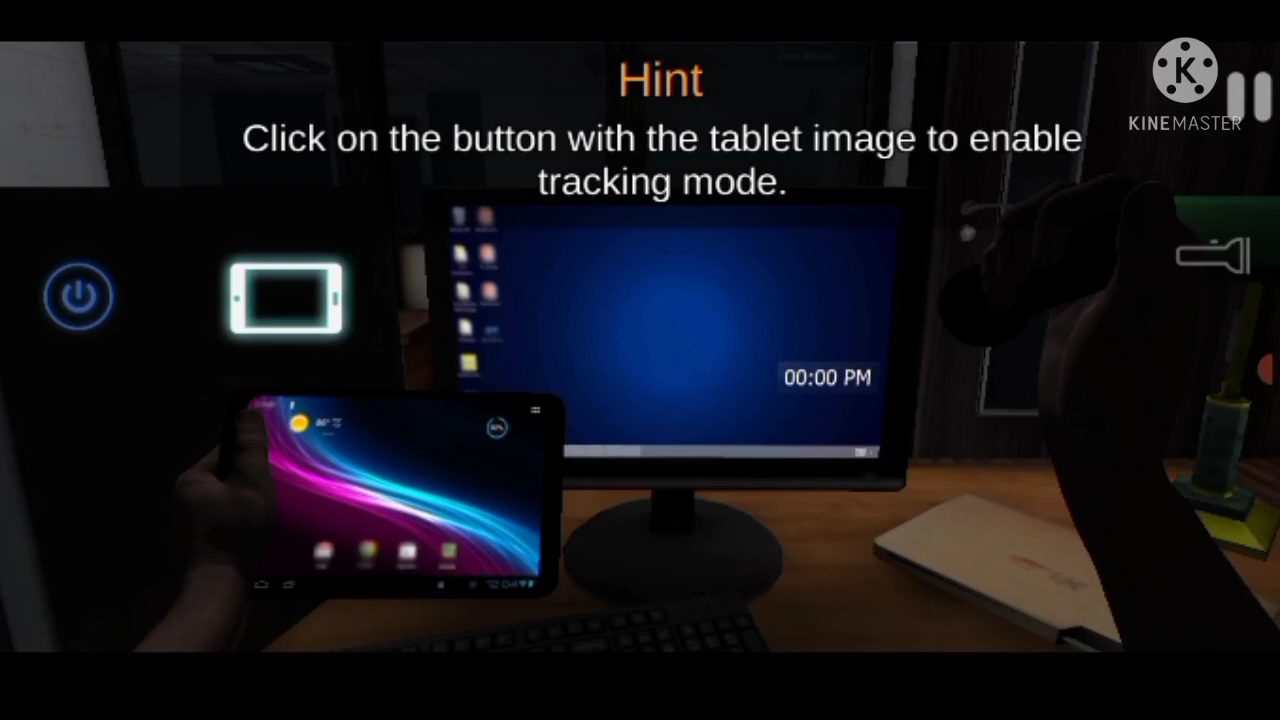 Hint
Click on the button with the tablet image to enable
tracking mode.
KINEMASTER
00:00 PM